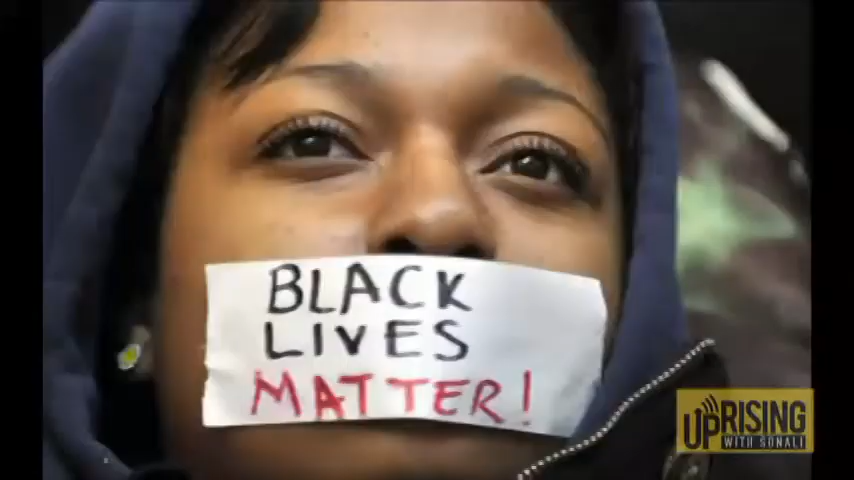 BLACK
LIVES
MATTER!
UPRISING
WITH SONALI